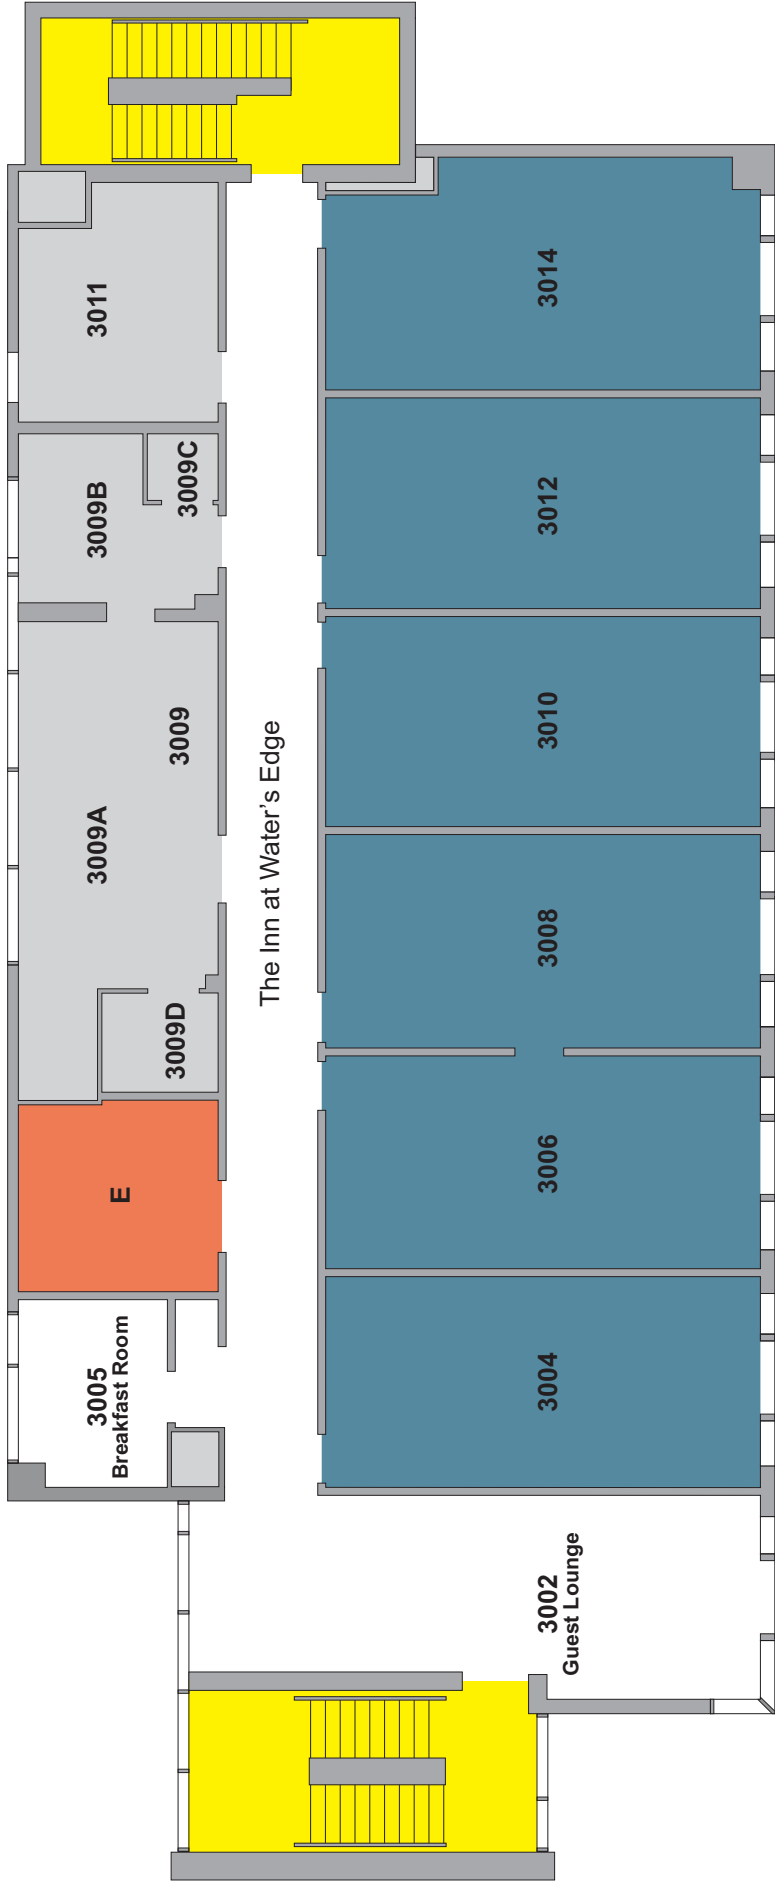 3011
3009B
3009C
3009
3009A
3009D
E
3005
Breakfast Room
The Inn at Water’s Edge
3014
3012
3010
3008
3006
3004
3002
Guest Lounge